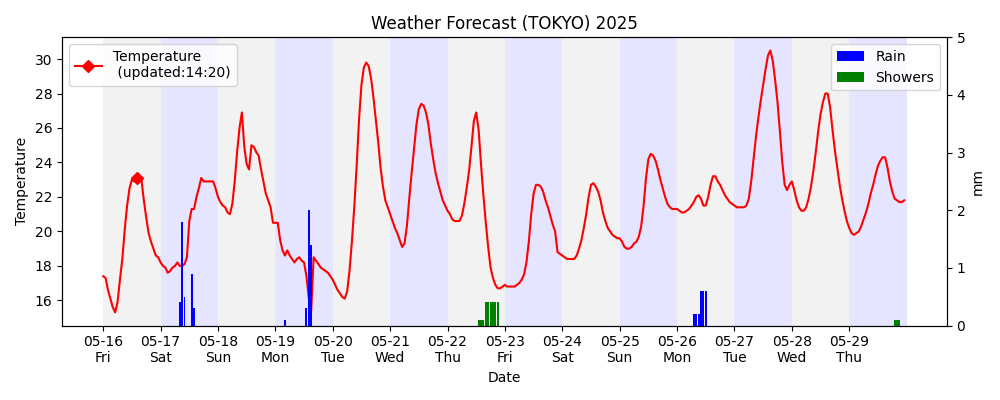 Weather Forecast (TOKYO) 2025
Temperature
(updated:14:20)
Rain
Showers
Temperature
30
28
26
24
22
20
18
16
5
4
3
2
1
0
mm
05-16 05-17 05-18 05-19 05-20 05-21 05-22 05-23 05-24 05-25 05-26 05-27 05-28 05-29
Fri Sat Sun Mon Tue Wed Thu Fri Sat Sun Mon Tue Wed Thu
Date